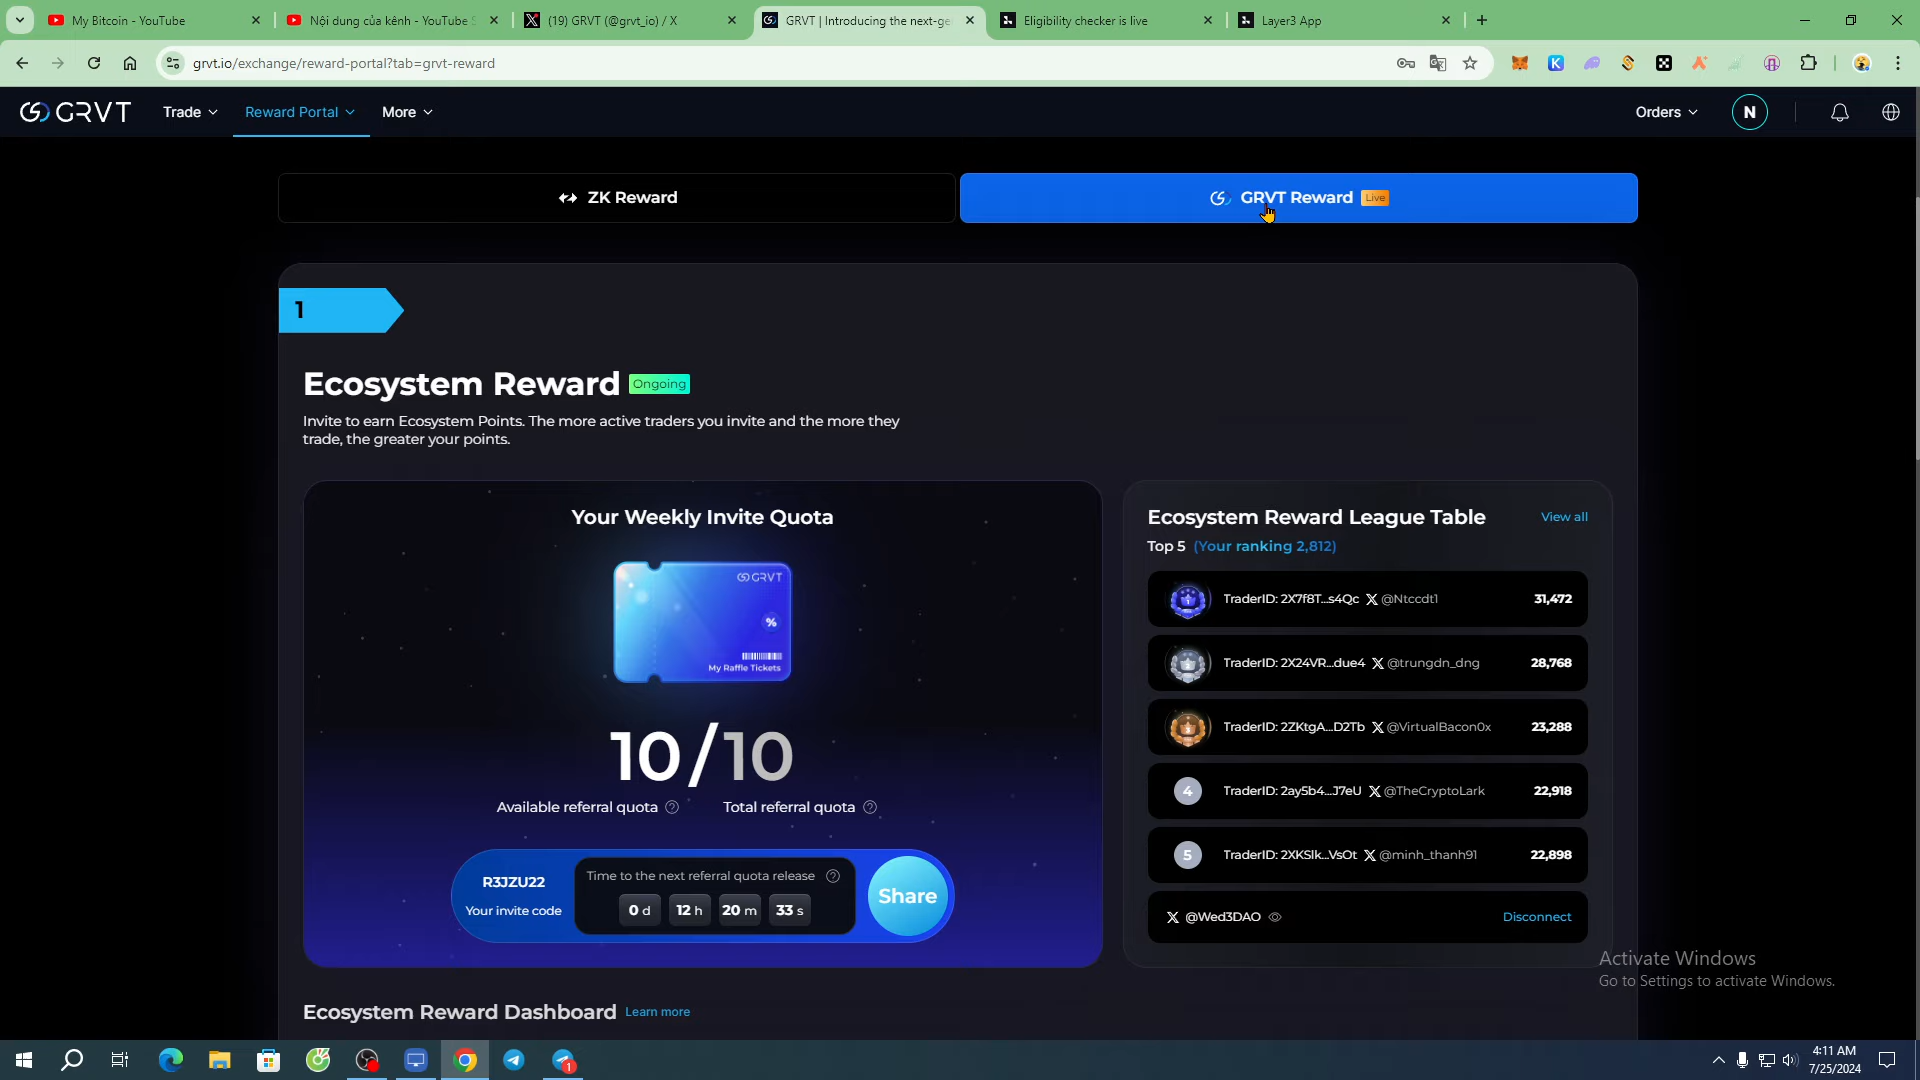 My Bitcoin - YouTube
Nội dung của kênh - YouTube S
(19) GRVT (@grvt_io) / X
GRVT | Introducing the next-ge
Eligibility checker is live
Layer3 App
grvt.io/exchange/reward-portal?tab=grvt-reward
GRVT
Trade
Reward Portal
More
Orders
N
ZK Reward
GRVT Reward Live
1
Ecosystem Reward Ongoing
Invite to earn Ecosystem Points. The more active traders you invite and the more they
trade, the greater your points.
Your Weekly Invite Quota
GRVT
%
My Raffle Tickets
10/10
Available referral quota ?
Total referral quota ?
R3JZU22
Your invite code
Time to the next referral quota release ?
0 d 12 h 20 m 33 s
Share
Ecosystem Reward League Table
View all
Top 5 (Your ranking 2,812)
1 TraderID: 2X7f8T...s4Qc X @Ntccdt1 31,472
2 TraderID: 2X24VR...due4 X @trungdn_dng 28,768
3 TraderID: 2ZKtgA...D2Tb X @VirtualBacon0x 23,288
4 TraderID: 2ay5b4...J7eU X @TheCryptoLark 22,918
5 TraderID: 2XKSlk...VsOt X @minh_thanh91 22,898
X @Wed3DAO Disconnect
Activate Windows
Go to Settings to activate Windows.
Ecosystem Reward Dashboard Learn more
1
4:11 AM
7/25/2024